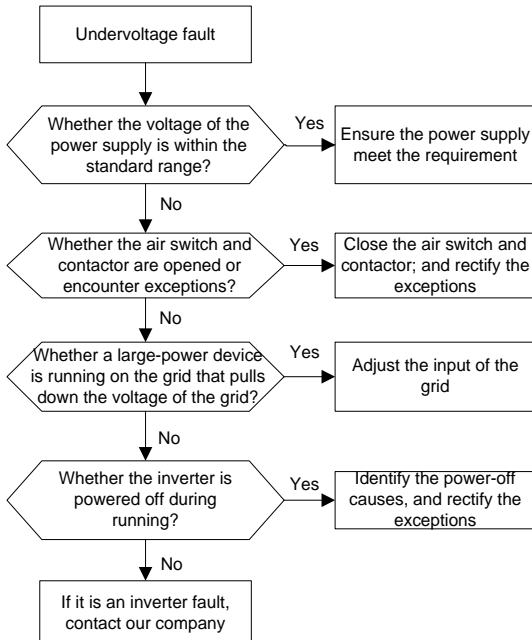 Undervoltage fault
Whether the voltage of the
power supply is within the
standard range?
Yes
Ensure the power supply
meet the requirement
No
Whether the air switch and
contactor are opened or
encounter exceptions?
Yes
Close the air switch and
contactor; and rectify the
exceptions
No
Whether a large-power device
is running on the grid that pulls
down the voltage of the grid?
Yes
Adjust the input of the
grid
No
Whether the inverter is
powered off during
running?
Yes
Identify the power-off
causes, and rectify the
exceptions
No
If it is an inverter fault,
contact our company